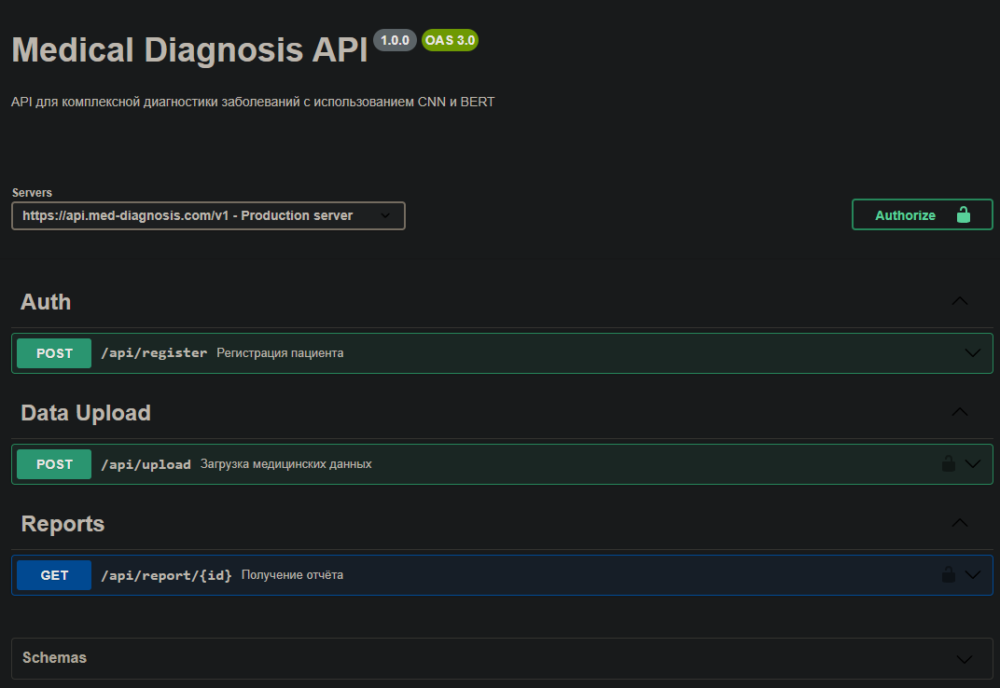 Medical Diagnosis API 1.0.0 OAS 3.0
API для комплексной диагностики заболеваний с использованием CNN и BERT
Servers
https://api.med-diagnosis.com/v1 - Production server
Authorize
Auth
POST /api/register Регистрация пациента
Data Upload
POST /api/upload Загрузка медицинских данных
Reports
GET /api/report/{id} Получение отчёта
Schemas